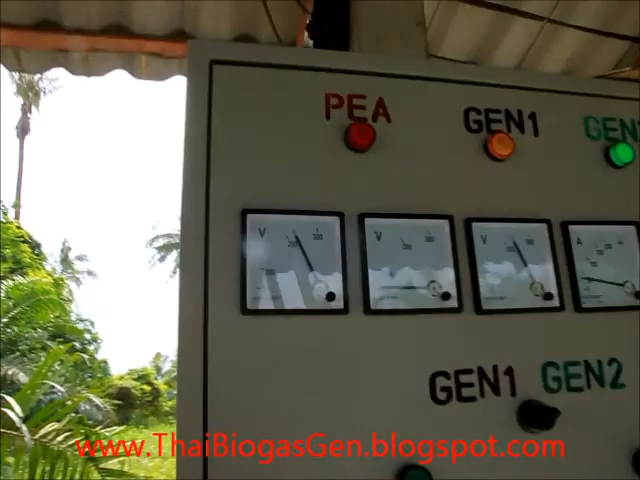 PEA GEN1 GEN
V V V A
GEN1 GEN2
www.ThaiBiogasGen.blogspot.com